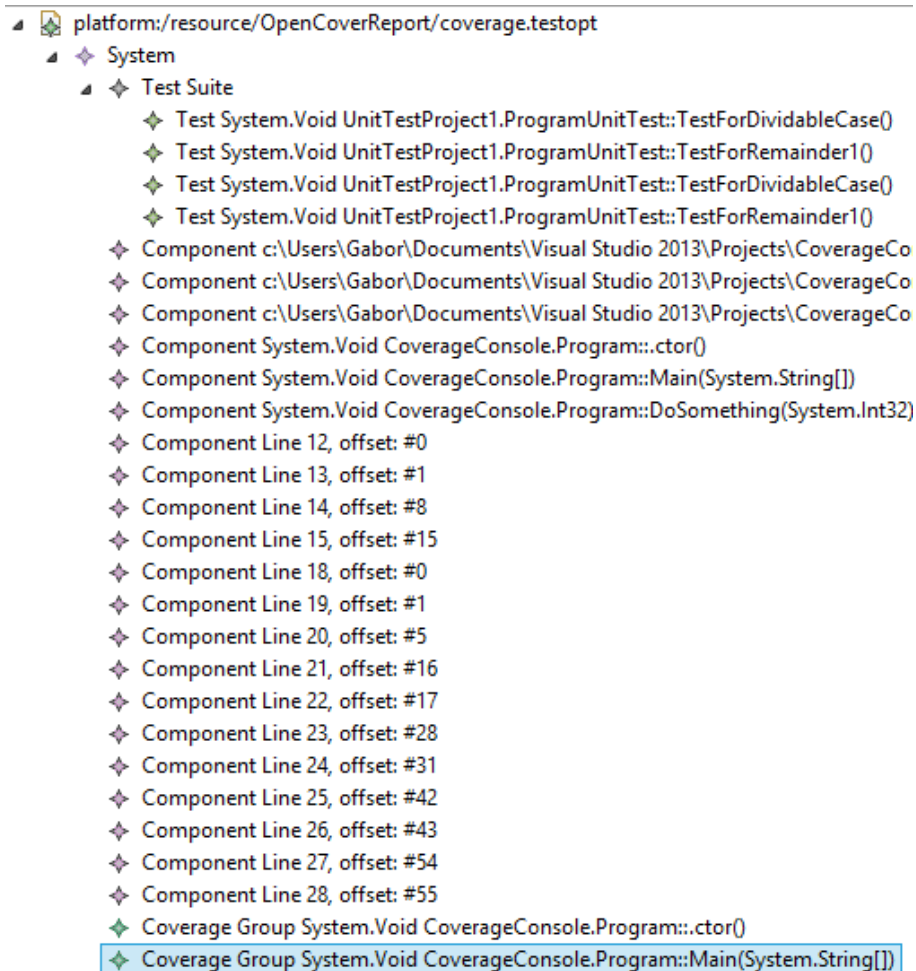 platform:/resource/OpenCoverReport/coverage.testopt
System
Test Suite
Test System.Void UnitTestProject1.ProgramUnitTest::TestForDividableCase()
Test System.Void UnitTestProject1.ProgramUnitTest::TestForRemainder1()
Test System.Void UnitTestProject1.ProgramUnitTest::TestForDividableCase()
Test System.Void UnitTestProject1.ProgramUnitTest::TestForRemainder1()
Component c:\Users\Gabor\Documents\Visual Studio 2013\Projects\CoverageCo
Component c:\Users\Gabor\Documents\Visual Studio 2013\Projects\CoverageCo
Component c:\Users\Gabor\Documents\Visual Studio 2013\Projects\CoverageCo
Component System.Void CoverageConsole.Program::.ctor()
Component System.Void CoverageConsole.Program::Main(System.String[])
Component System.Void CoverageConsole.Program::DoSomething(System.Int32)
Component Line 12, offset: #0
Component Line 13, offset: #1
Component Line 14, offset: #8
Component Line 15, offset: #15
Component Line 18, offset: #0
Component Line 19, offset: #1
Component Line 20, offset: #5
Component Line 21, offset: #16
Component Line 22, offset: #17
Component Line 23, offset: #28
Component Line 24, offset: #31
Component Line 25, offset: #42
Component Line 26, offset: #43
Component Line 27, offset: #54
Component Line 28, offset: #55
Coverage Group System.Void CoverageConsole.Program::.ctor()
Coverage Group System.Void CoverageConsole.Program::Main(System.String[])